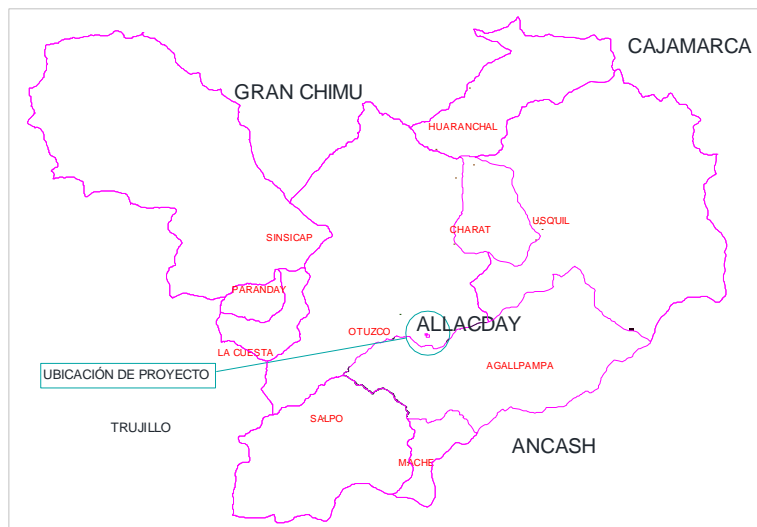 CAJAMARCA
GRAN CHIMU
HUARANCHAL
USQUIL
CHARAT
SINSICAP
PARANDAY
ALLACDAY
OTUZCO
LA CUESTA
AGALLPAMPA
UBICACIÓN DE PROYECTO
SALPO
TRUJILLO
ANCASH
MACHE